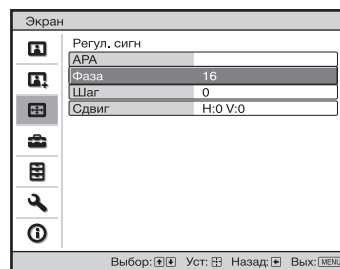 Экран
Регул. сигн
APA
Фаза 16
Шаг 0
Сдвиг H:0 V:0
Выбор: Уст: Назад: Вых: MENU